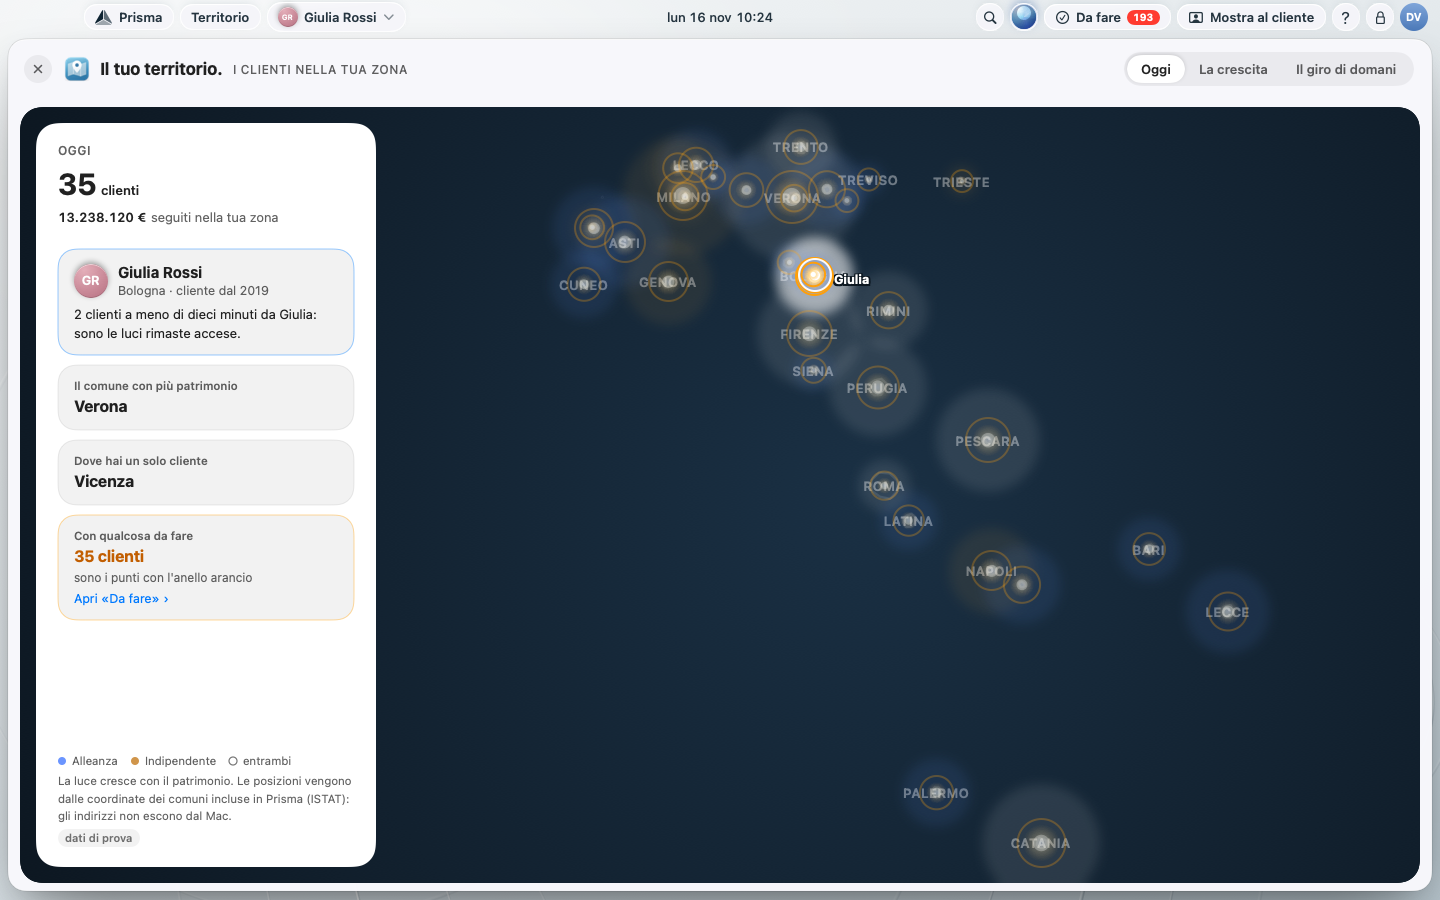 Prisma
Territorio
GR Giulia Rossi
lun 16 nov 10:24
Da fare 193
Mostra al cliente
?
DV
Il tuo territorio. I CLIENTI NELLA TUA ZONA
Oggi
La crescita
Il giro di domani
OGGI
35 clienti
13.238.120 € seguiti nella tua zona
GR
Giulia Rossi
Bologna · cliente dal 2019
2 clienti a meno di dieci minuti da Giulia:
sono le luci rimaste accese.
Il comune con più patrimonio
Verona
Dove hai un solo cliente
Vicenza
Con qualcosa da fare
35 clienti
sono i punti con l'anello arancio
Apri «Da fare» ›
Alleanza
Indipendente
entrambi
La luce cresce con il patrimonio. Le posizioni vengono
dalle coordinate dei comuni incluse in Prisma (ISTAT):
gli indirizzi non escono dal Mac.
dati di prova
TRENTO
LECCO
TREVISO
TRIESTE
MILANO
VERONA
ASTI
CUNEO
GENOVA
Giulia
RIMINI
FIRENZE
SIENA
PERUGIA
PESCARA
ROMA
LATINA
BARI
NAPOLI
LECCE
PALERMO
CATANIA